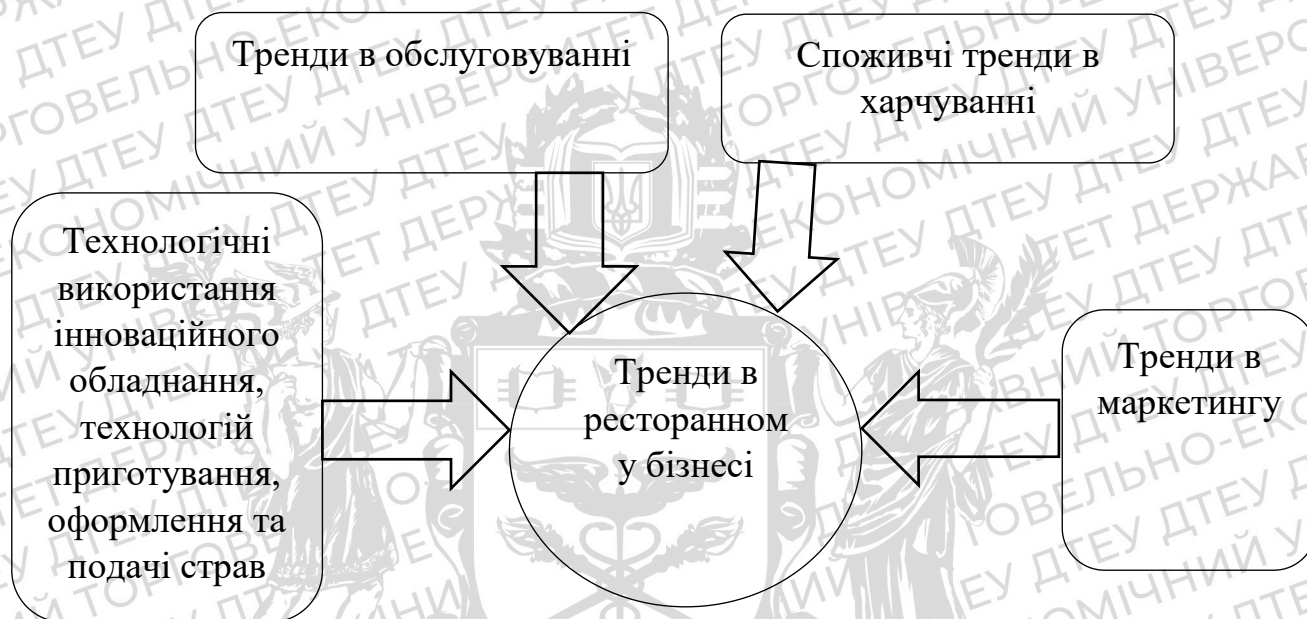 Тренди в обслуговуванні
Споживчі тренди в
харчуванні
Технологічні
використання
інноваційного
обладнання,
технологій
приготування,
оформлення та
подачі страв
Тренди в
ресторанном
у бізнесі
Тренди в
маркетингу